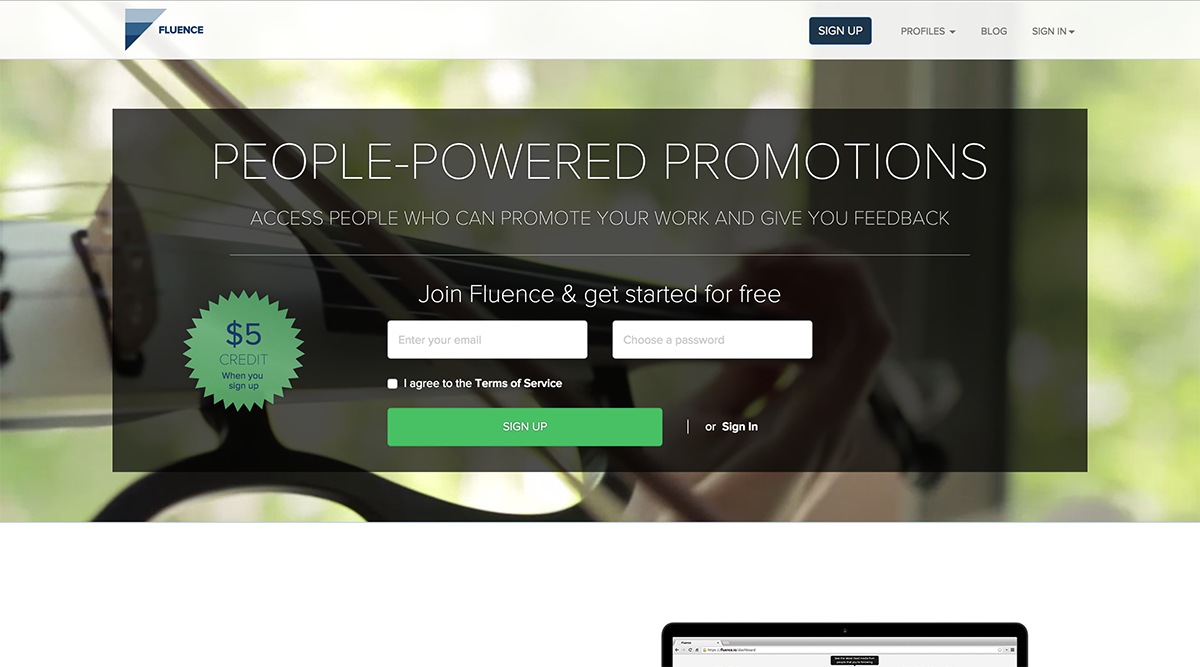 FLUENCE
SIGN UP
PROFILES
BLOG
SIGN IN
PEOPLE-POWERED PROMOTIONS
ACCESS PEOPLE WHO CAN PROMOTE YOUR WORK AND GIVE YOU FEEDBACK
Join Fluence & get started for free
$5
CREDIT
When you
sign up
Enter your email
Choose a password
I agree to the Terms of Service
SIGN UP
or Sign In
Fluence